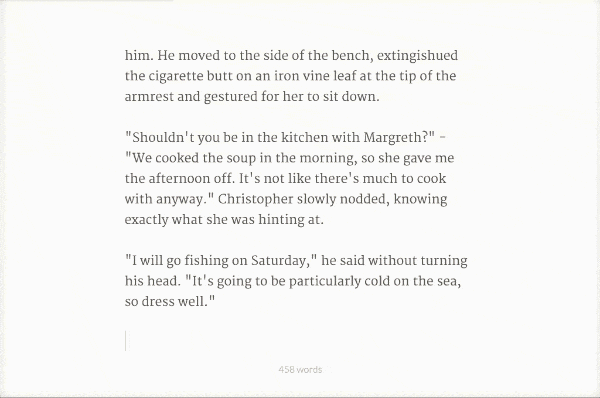 him. He moved to the side of the bench, extingishued
the cigarette butt on an iron vine leaf at the tip of the
armrest and gestured for her to sit down.
"Shouldn't you be in the kitchen with Margreth?" -
"We cooked the soup in the morning, so she gave me
the afternoon off. It's not like there's much to cook
with anyway." Christopher slowly nodded, knowing
exactly what she was hinting at.
"I will go fishing on Saturday," he said without turning
his head. "It's going to be particularly cold on the sea,
so dress well."
458 words